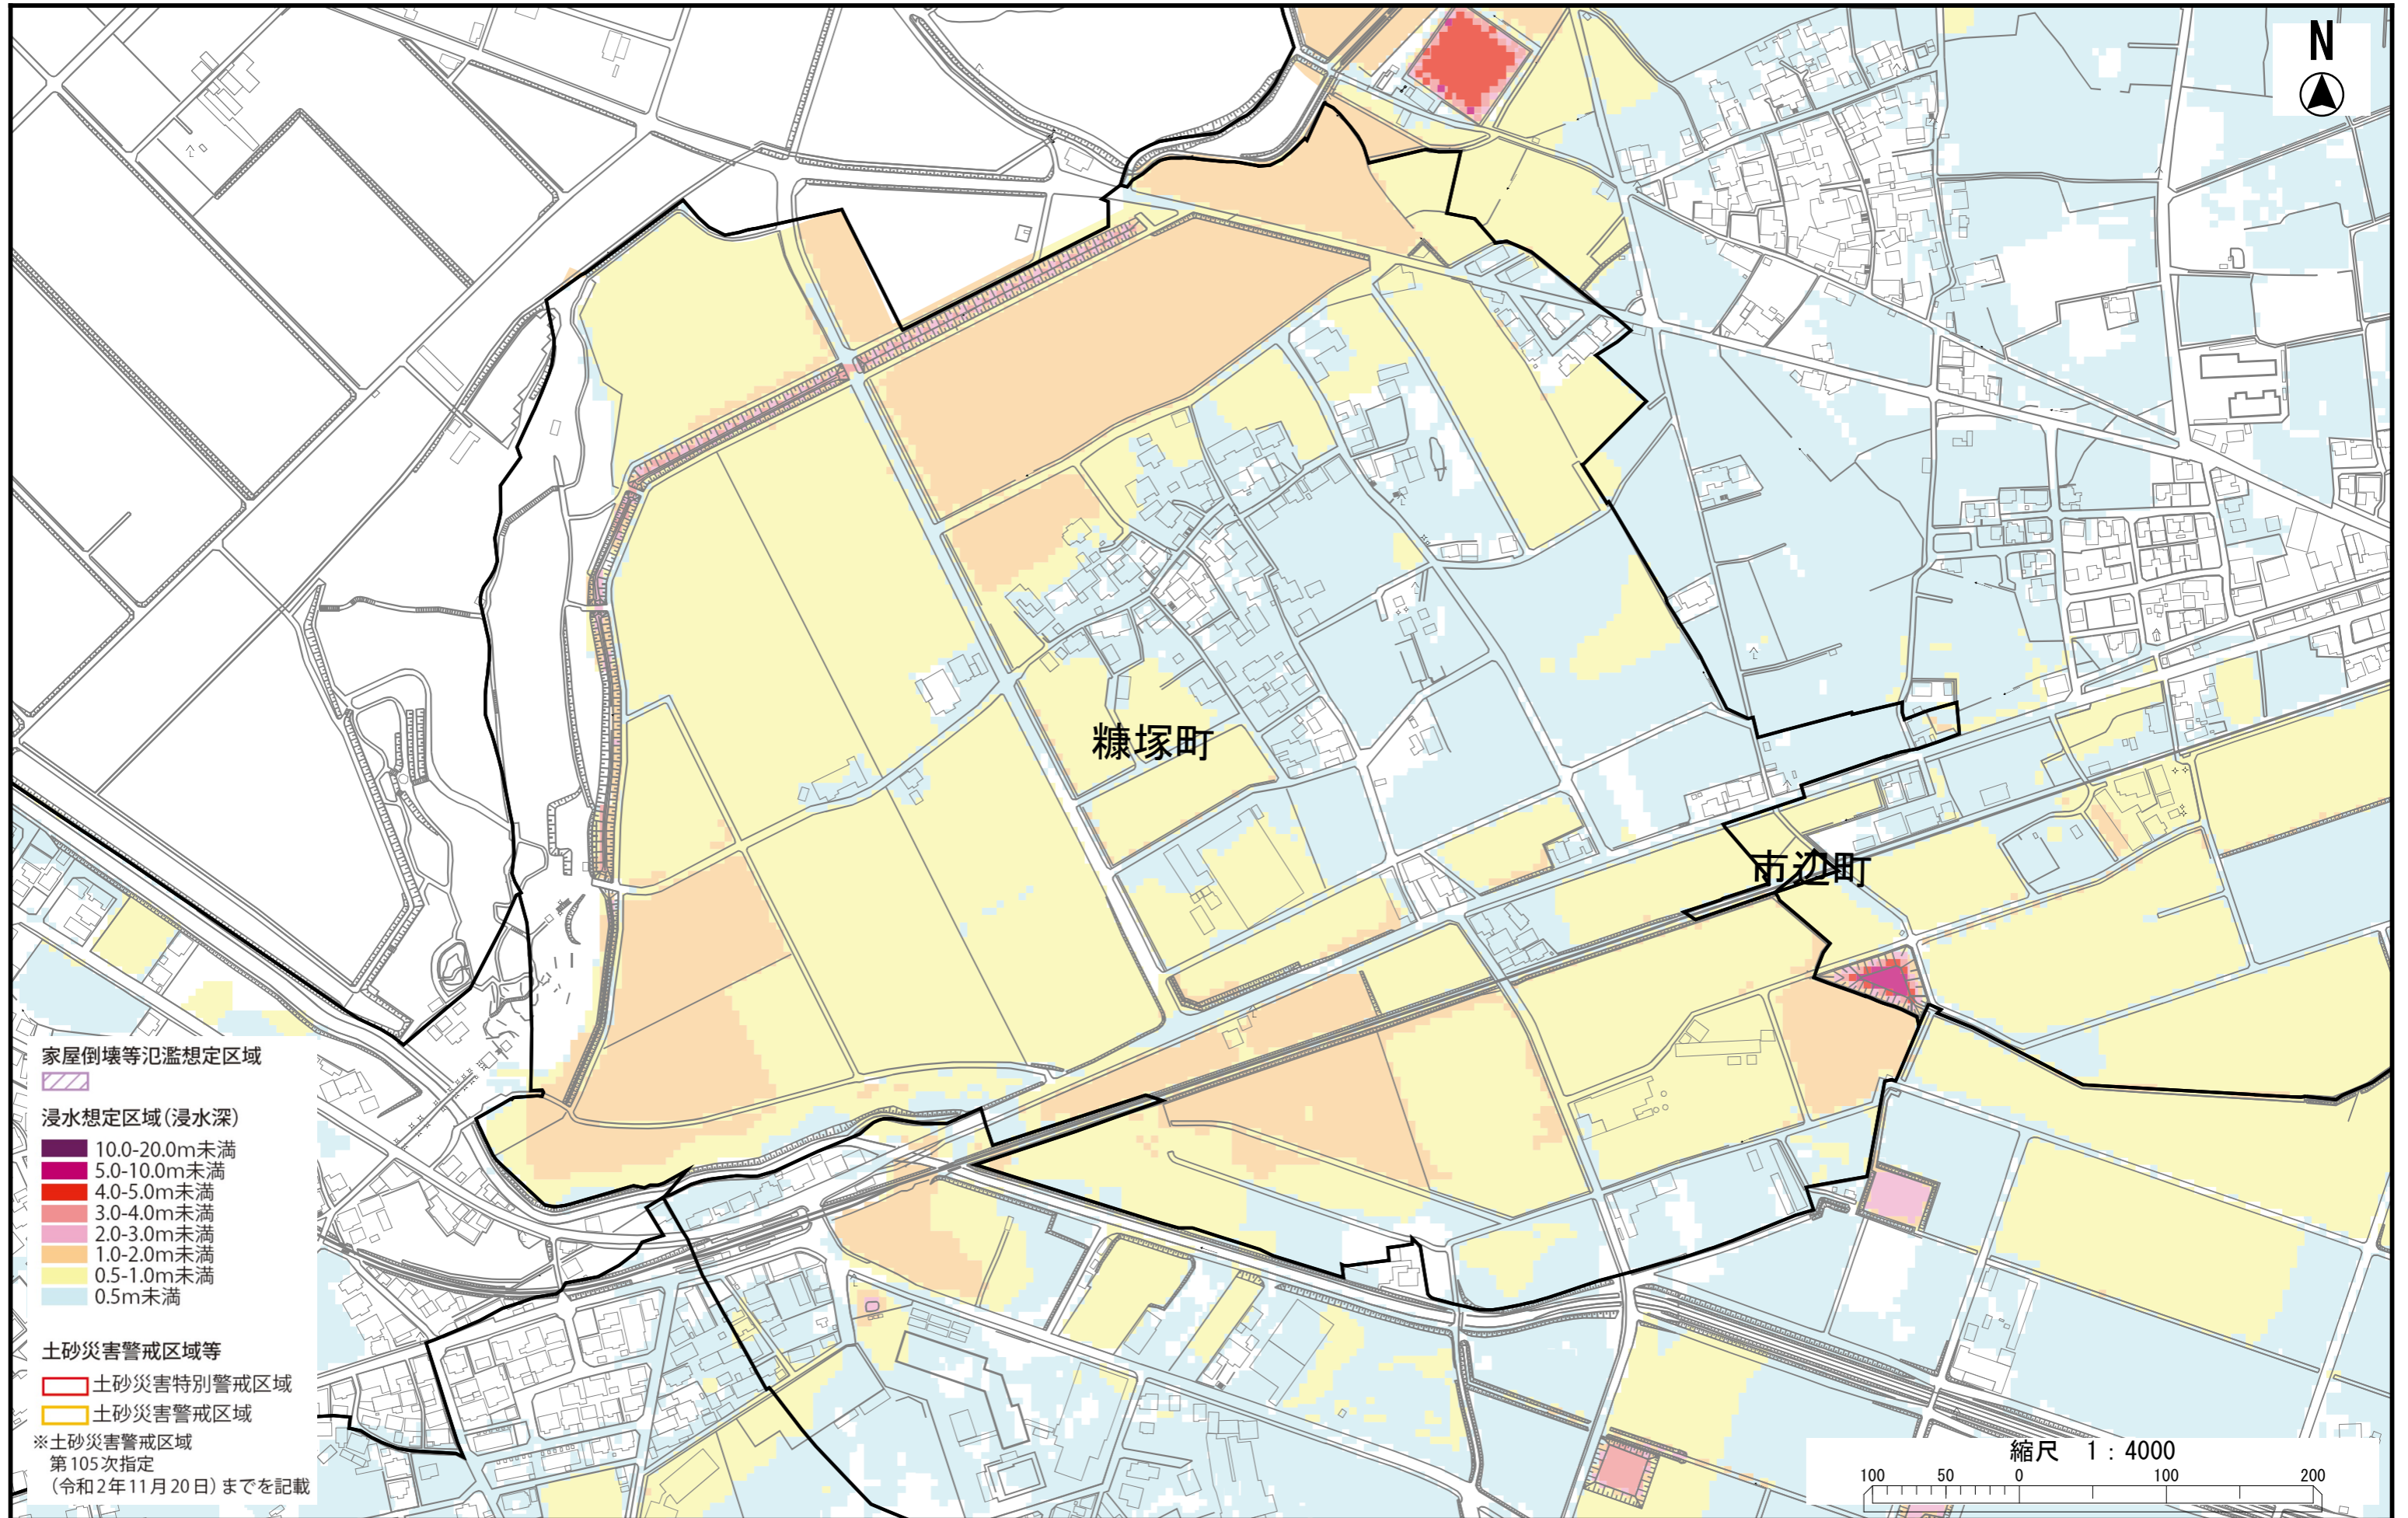 N
糠塚町
市辺町
家屋倒壊等氾濫想定区域
浸水想定区域(浸水深)
10.0-20.0m未満
5.0-10.0m未満
4.0-5.0m未満
3.0-4.0m未満
2.0-3.0m未満
1.0-2.0m未満
0.5-1.0m未満
0.5m未満
土砂災害警戒区域等
土砂災害特別警戒区域
土砂災害警戒区域
※土砂災害警戒区域
第105次指定
(令和2年11月20日)までを記載
縮尺 1:4000
100 50 0 100 200